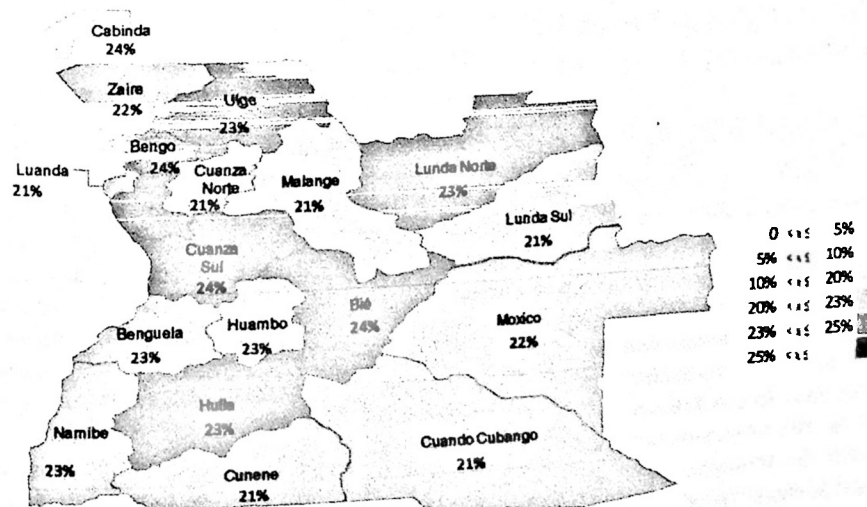 Cabinda
24%
Zaire
22%
Uige
23%
Bengo
24%
Luanda
21%
Cuanza
Norte
21%
Malange
21%
Lunda Norte
23%
Lunda Sul
21%
Cuanza
Sul
24%
Bié
24%
Moxico
22%
Benguela
23%
Huambo
23%
Huíla
23%
Namibe
23%
Cunene
21%
Cuando Cubango
21%
0 5%
5% 10%
10% 20%
20% 23%
23% 25%
25%